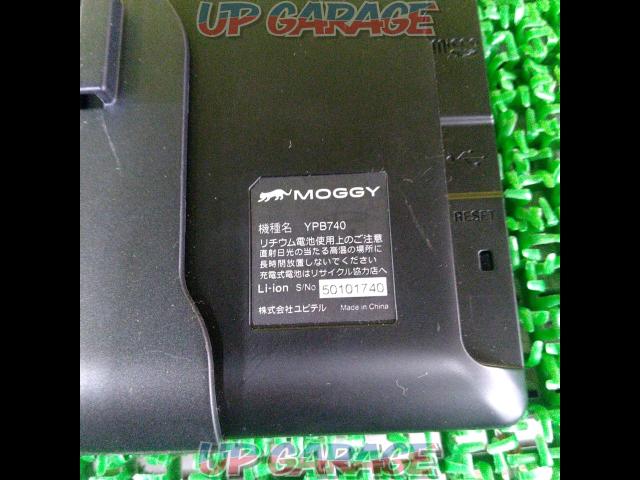 UP GARAGE
micro
RESET
MOGGY
機種名 YPB740
リチウム電池使用上のご注意
直射日光の当たる高温の場所に
長時間放置しないでください
充電式電池はリサイクル協力店へ
Li-ion S/No 50101740
株式会社ユピテル Made in China
UP GARAGE